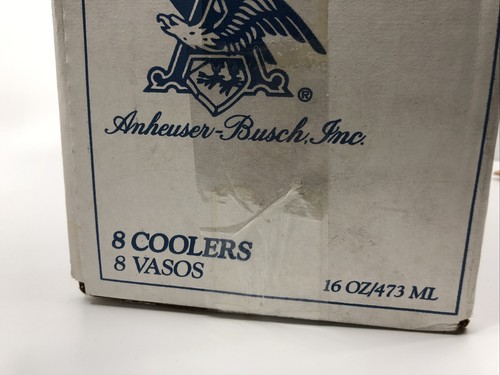 ®
Anheuser-Busch, Inc.
8 COOLERS
8 VASOS
16 OZ/473 ML